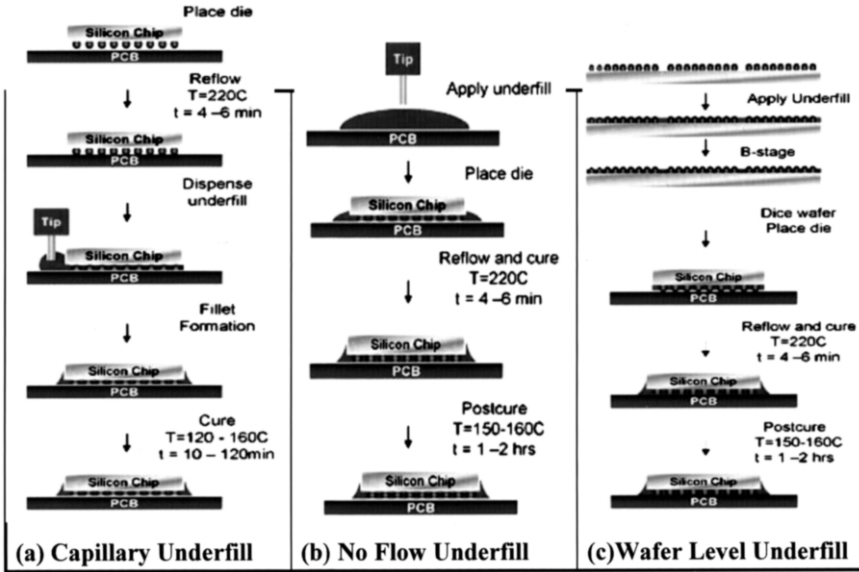 Place die
Silicon Chip
PCB
Reflow
T=220C
t = 4 –6 min
Silicon Chip
PCB
Dispense
underfill
Tip
Silicon Chip
PCB
Fillet
Formation
Silicon Chip
PCB
Cure
T=120 - 160C
t = 10 – 120min
Silicon Chip
PCB
(a) Capillary Underfill
Tip
Apply underfill
PCB
Place die
Silicon Chip
PCB
Reflow and cure
T=220C
t = 4 –6 min
Silicon Chip
PCB
Postcure
T=150-160C
t = 1 –2 hrs
Silicon Chip
PCB
(b) No Flow Underfill
Apply Underfill
B-stage
Dice wafer
Place die
Silicon Chip
PCB
Reflow and cure
T=220C
t = 4 –6 min
Silicon Chip
PCB
Postcure
T=150-160C
t = 1 –2 hrs
Silicon Chip
PCB
(c)Wafer Level Underfill